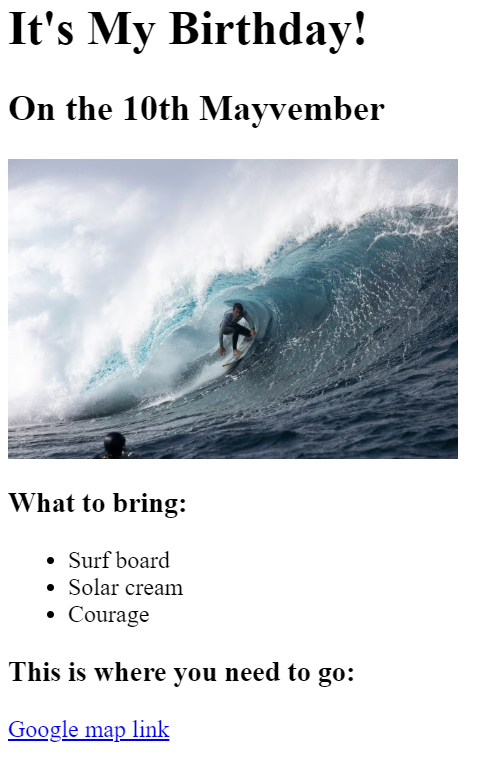 It's My Birthday!
On the 10th Mayvember
What to bring:
Surf board
Solar cream
Courage
This is where you need to go:
Google map link